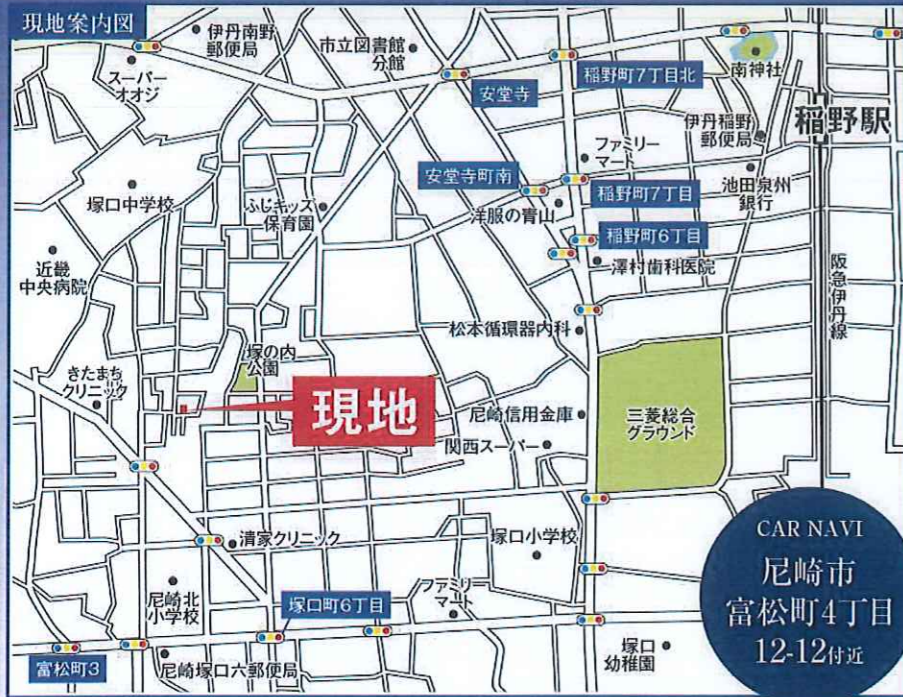 現地案内図
伊丹南野
郵便局
市立図書館
分館
スーパー
オオジ
安堂寺
稲野町7丁目北
南神社
稲野駅
伊丹稲野
郵便局
ファミリー
マート
池田泉州
銀行
塚口中学校
ふじキッズ
保育園
安堂寺町南
洋服の青山
稲野町7丁目
稲野町6丁目
澤村歯科医院
近畿
中央病院
阪急伊丹線
松本循環器内科
塚の内
公園
きたまち
クリニック
現地
尼崎信用金庫
関西スーパー
三菱総合
グラウンド
清家クリニック
塚口小学校
尼崎北
小学校
塚口町6丁目
ファミリー
マート
富松町3
尼崎塚口六郵便局
塚口
幼稚園
CAR NAVI
尼崎市
富松町4丁目
12-12付近